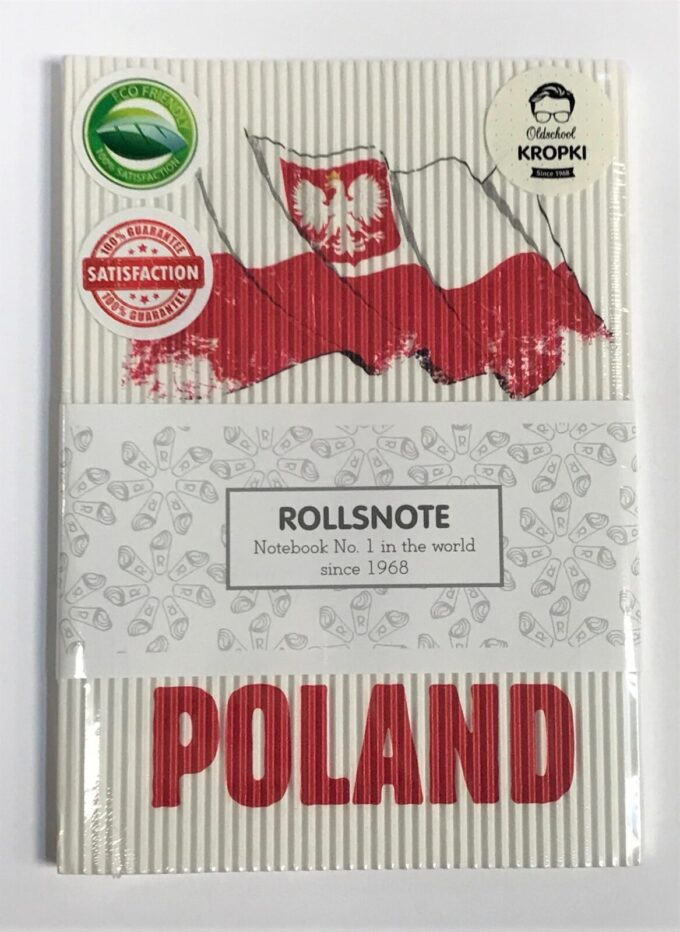 ECO FRIENDLY
100% SATISFACTION
100% GUARANTEE
SATISFACTION
100% GUARANTEE
Oldschool
KROPKI
Since 1968
ROLLSNOTE
Notebook No. 1 in the world
since 1968
POLAND